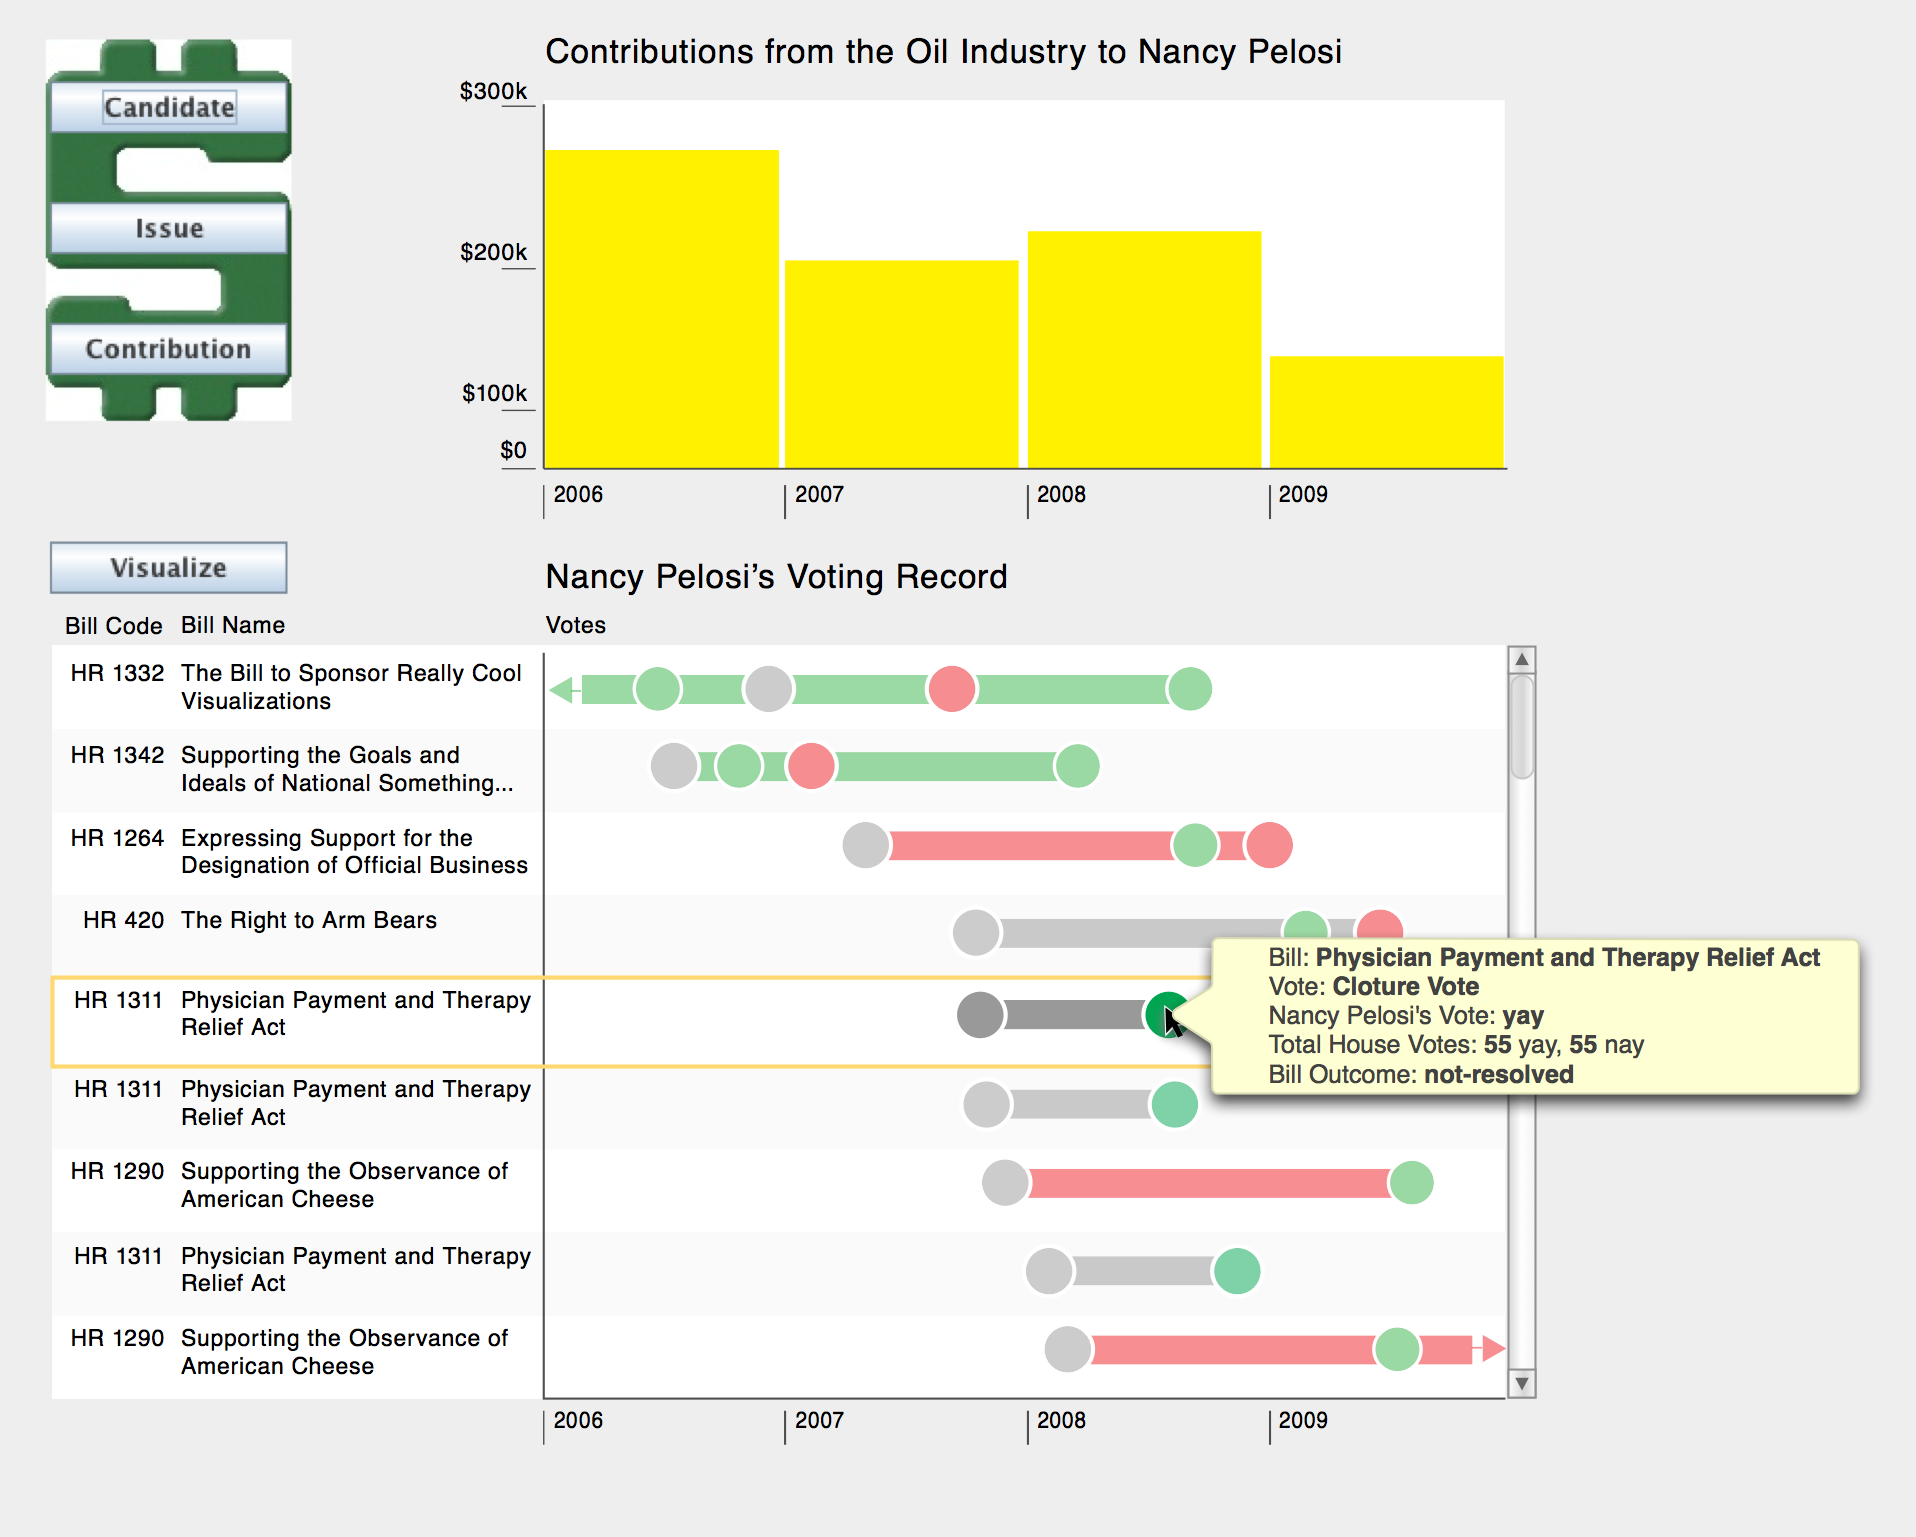 Candidate
Issue
Contribution
Visualize
Contributions from the Oil Industry to Nancy Pelosi
$300k
$200k
$100k
$0
2006 2007 2008 2009
Nancy Pelosi’s Voting Record
Bill Code Bill Name Votes
HR 1332 The Bill to Sponsor Really Cool
Visualizations
HR 1342 Supporting the Goals and
Ideals of National Something...
HR 1264 Expressing Support for the
Designation of Official Business
HR 420 The Right to Arm Bears
HR 1311 Physician Payment and Therapy
Relief Act
Bill: Physician Payment and Therapy Relief Act
Vote: Cloture Vote
Nancy Pelosi's Vote: yay
Total House Votes: 55 yay, 55 nay
Bill Outcome: not-resolved
HR 1311 Physician Payment and Therapy
Relief Act
HR 1290 Supporting the Observance of
American Cheese
HR 1311 Physician Payment and Therapy
Relief Act
HR 1290 Supporting the Observance of
American Cheese
2006 2007 2008 2009